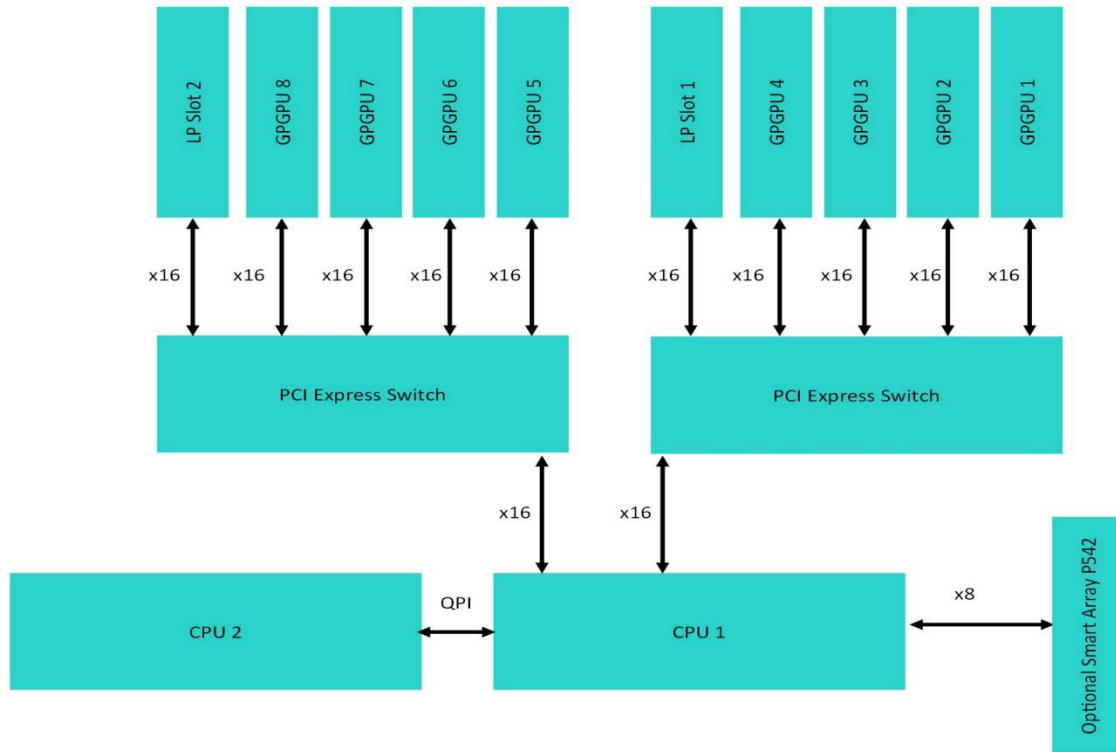 LP Slot 2
GPGPU 8
GPGPU 7
GPGPU 6
GPGPU 5
LP Slot 1
GPGPU 4
GPGPU 3
GPGPU 2
GPGPU 1
x16
x16
x16
x16
x16
x16
x16
x16
x16
x16
PCI Express Switch
PCI Express Switch
x16
x16
CPU 2
QPI
CPU 1
x8
Optional Smart Array P542